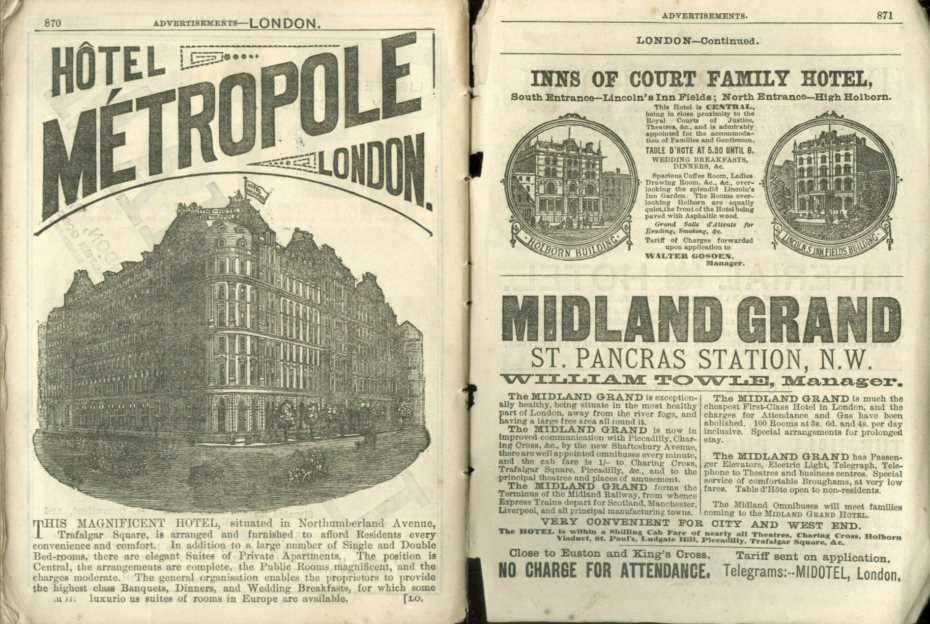 870
ADVERTISEMENTS—LONDON.
HÔTEL
MÉTROPOLE
LONDON.
THIS MAGNIFICENT HOTEL, situated in Northumberland Avenue,
Trafalgar Square, is arranged and furnished to afford Residents every
convenience and comfort. In addition to a large number of Single and Double
Bed-rooms, there are elegant Suites of Private Apartments. The position is
Central, the arrangements are complete, the Public Rooms magnificent, and the
charges moderate. The general organisation enables the proprietors to provide
the highest class Banquets, Dinners, and Wedding Breakfasts, for which some
luxurio us suites of rooms in Europe are available. [LO.
ADVERTISEMENTS.
871
LONDON—Continued.
INNS OF COURT FAMILY HOTEL,
South Entrance—Lincoln's Inn Fields; North Entrance—High Holborn.
HOLBORN BUILDING
This Hotel is CENTRAL,
being in close proximity to the
Royal Courts of Justice,
Theatres, &c., and is admirably
appointed for the accommoda-
tion of Families and Gentlemen.
TABLE D'HOTE AT 5.30 UNTIL 8.
WEDDING BREAKFASTS,
DINNERS, &c.
Spacious Coffee Room, Ladies
Drawing Room, &c., &c., over-
looking the splendid Lincoln's
Inn Garden. The Rooms over-
looking Holborn are equally
quiet, the front of the Hotel being
paved with Asphaltic wood.
Grand Salle d'Attente for
Reading, Smoking, &c.
Tariff of Charges forwarded
upon application to
WALTER GOSDEN,
Manager.
LINCOLN'S INN FIELDS BUILDING
MIDLAND GRAND
ST. PANCRAS STATION, N.W.
WILLIAM TOWLE, Manager.
The MIDLAND GRAND is exception-
ally healthy, being situate in the most healthy
part of London, away from the river fogs, and
having a large free area all round it.
The MIDLAND GRAND is now in
improved communication with Piccadilly, Char-
ing Cross, &c., by the new Shaftesbury Avenue,
there are well appointed omnibuses every minute,
and the cab fare is 1/- to Charing Cross,
Trafalgar Square, Piccadilly, &c., and to the
principal theatres and places of amusement.
The MIDLAND GRAND forms the
Terminus of the Midland Railway, from whence
Express Trains depart for Scotland, Manchester,
Liverpool, and all principal manufacturing towns.
The MIDLAND GRAND is much the
cheapest First-Class Hotel in London, and the
charges for Attendance and Gas have been
abolished. 100 Rooms at 3s. 6d. and 4s. per day
inclusive. Special arrangements for prolonged
stay.
The MIDLAND GRAND has Passen-
ger Elevators, Electric Light, Telegraph, Tele-
phone to Theatres and business centres. Special
service of comfortable Broughams, at very low
fares. Table d'Hôte open to non-residents.
The Midland Omnibuses will meet families
coming to the MIDLAND GRAND HOTEL.
VERY CONVENIENT FOR CITY AND WEST END.
The HOTEL is within a Shilling Cab Fare of nearly all Theatres, Charing Cross, Holborn
Viaduct, St. Paul's, Ludgate Hill, Piccadilly, Trafalgar Square, &c.
Close to Euston and King's Cross. Tariff sent on application.
NO CHARGE FOR ATTENDANCE. Telegrams:--MIDOTEL, London.